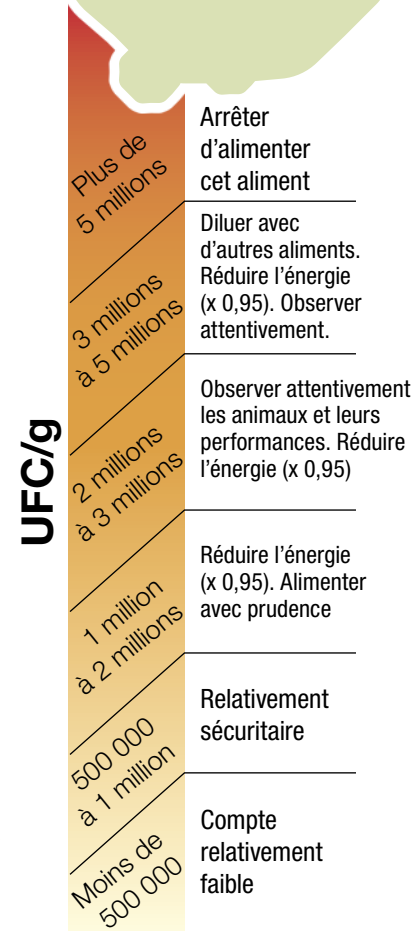 UFC/g
Plus de
5 millions
Arrêter
d’alimenter
cet aliment
3 millions
à 5 millions
Diluer avec
d’autres aliments.
Réduire l’énergie
(x 0,95). Observer
attentivement.
2 millions
à 3 millions
Observer attentivement
les animaux et leurs
performances. Réduire
l’énergie (x 0,95)
1 million
à 2 millions
Réduire l’énergie
(x 0,95). Alimenter
avec prudence
500 000
à 1 million
Relativement
sécuritaire
Moins de
500 000
Compte
relativement
faible